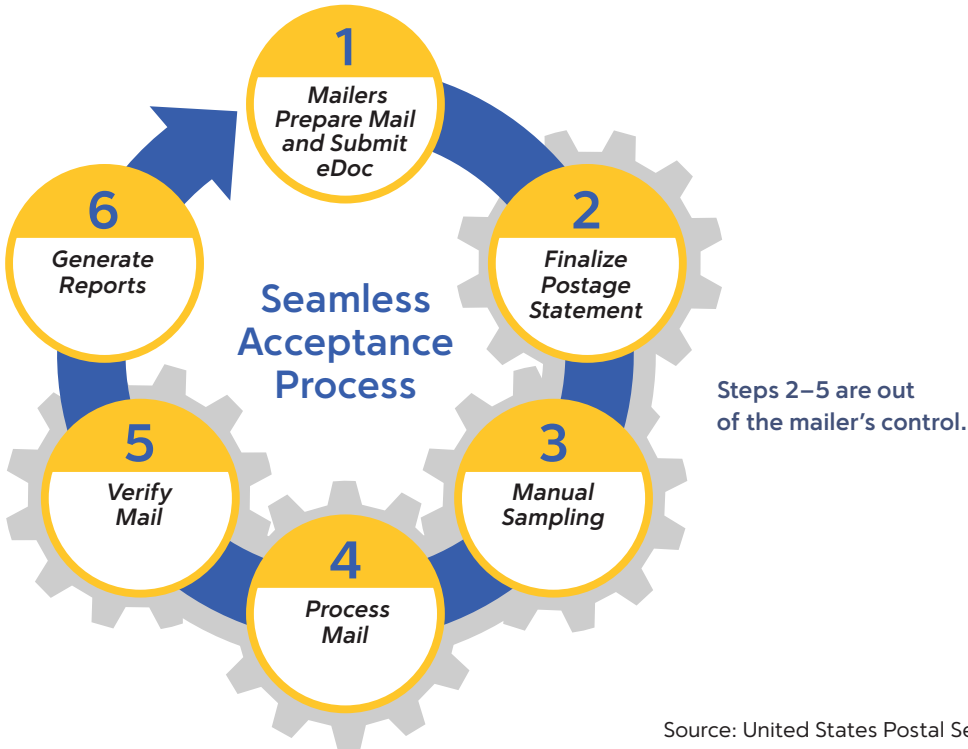 1
Mailers
Prepare Mail
and Submit
eDoc
2
Finalize
Postage
Statement
3
Manual
Sampling
4
Process
Mail
5
Verify
Mail
6
Generate
Reports
Seamless
Acceptance
Process
Steps 2–5 are out
of the mailer’s control.
Source: United States Postal Se